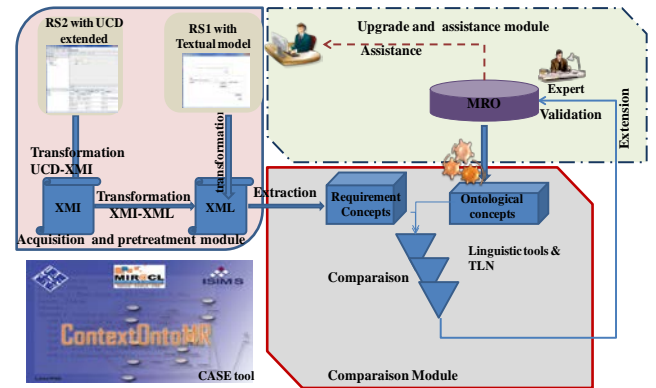 RS2 with UCD
extended
RS1 with
Textual model
Transformation
UCD-XMI
transformation
XMI
Transformation
XMI-XML
XML
Extraction
Acquisition and pretreatment module
Upgrade and assistance module
Assistance
MRO
Expert
Validation
Extension
Requirement
Concepts
Ontological
concepts
Linguistic tools &
TLN
Comparaison
Comparaison Module
MIRACL
ISIMS
ContextOntoMR
CASE tool